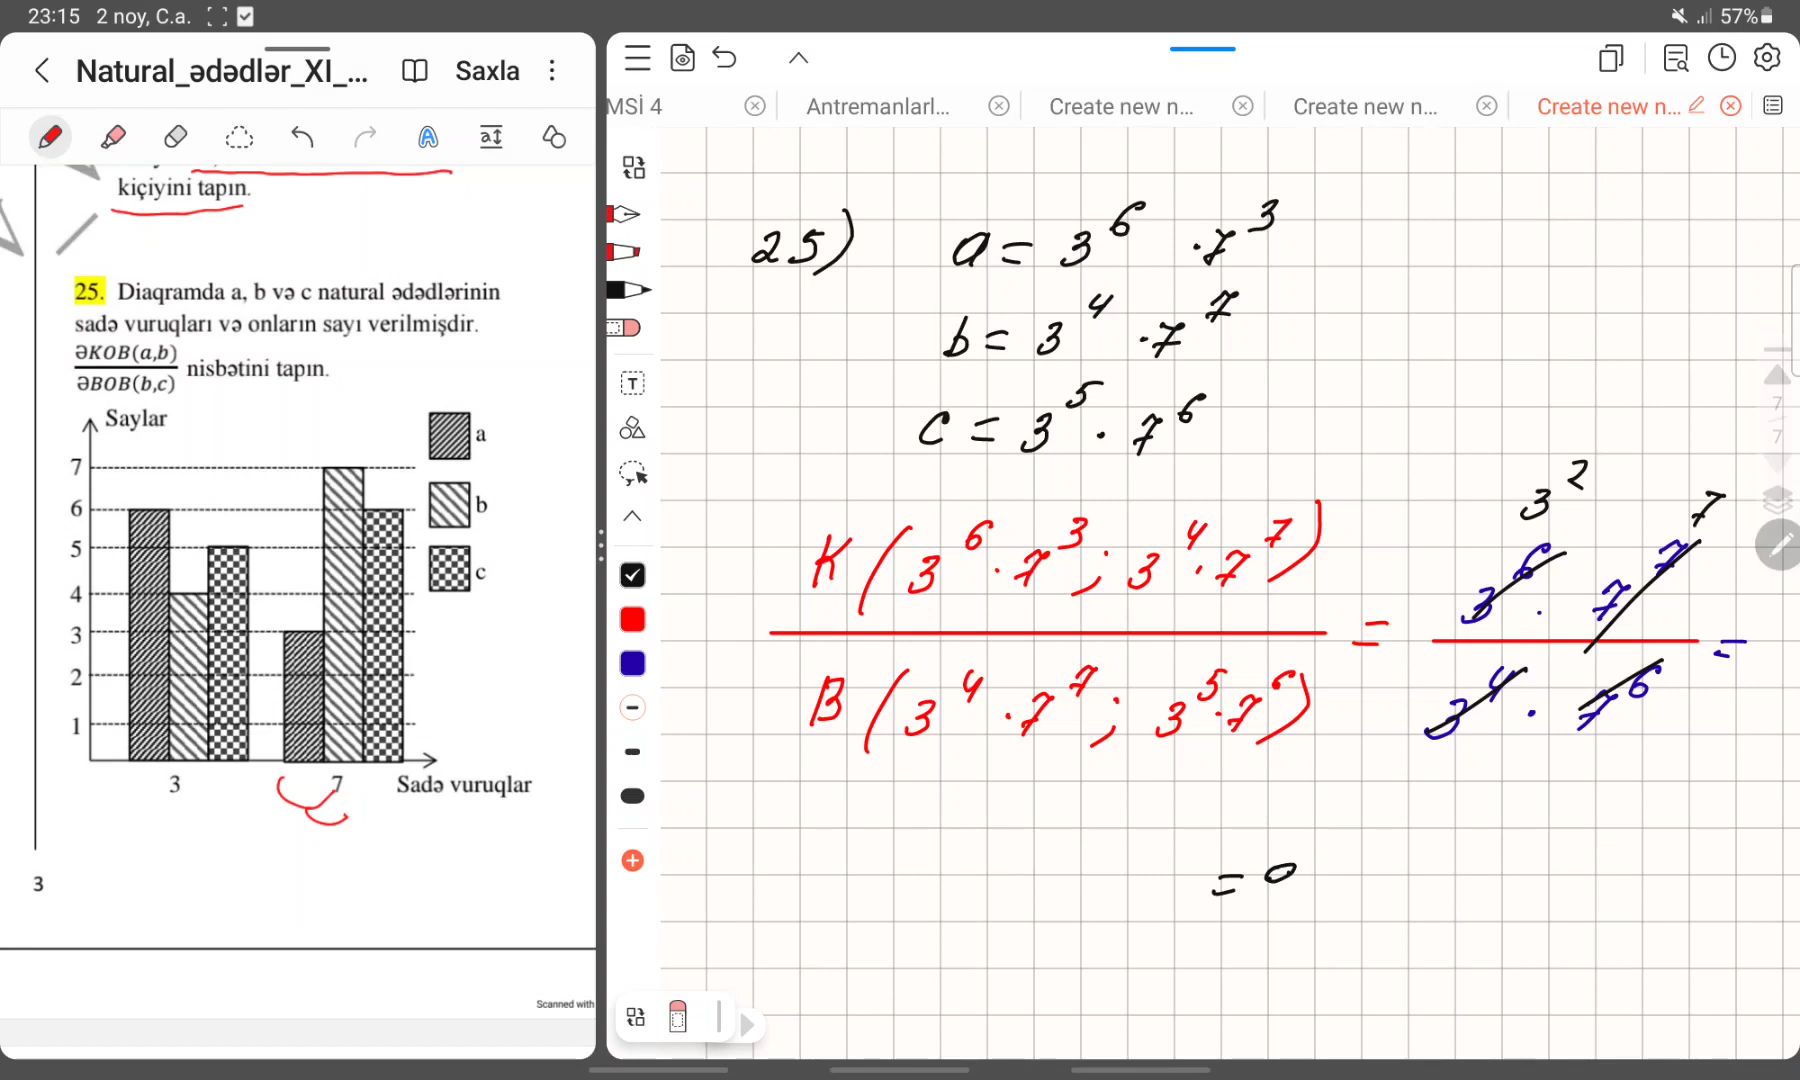 23:15 2 noy, C.a. 57%
Natural_ədədlər_XI_... Saxla
kiçiyini tapın.
25. Diaqramda a, b və c natural ədədlərinin
sadə vuruqları və onların sayı verilmişdir.
ƏKOB(a,b)
ƏBOB(b,c)
nisbətini tapın.
Saylar
a
b
c
7
6
5
4
3
2
1
3 7 Sadə vuruqlar
3
Scanned with
MSİ 4 Antremanlarl... Create new n... Create new n... Create new n...
T
25) a = 3^6 · 7^3
b = 3^4 · 7^7
c = 3^5 · 7^6
3^2 7
K(3^6 · 7^3; 3^4 · 7^7) = 3^6 · 7^7 =
B(3^4 · 7^7; 3^5 · 7^6) 3^4 · 7^6
= 0
7
7